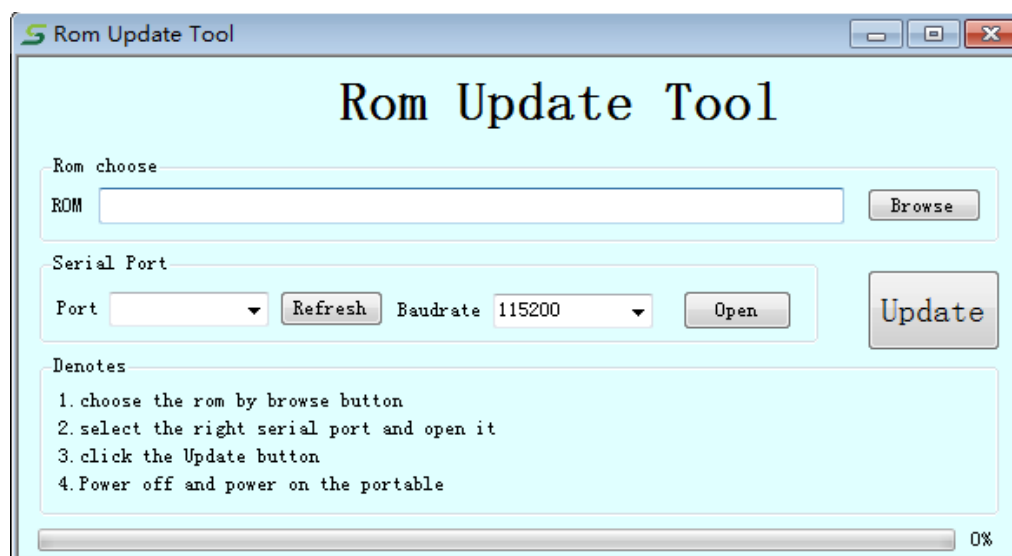 Rom Update Tool
Rom Update Tool
Rom choose
ROM Browse
Serial Port
Port Refresh Baudrate 115200 Open
Update
Denotes
1.choose the rom by browse button
2.select the right serial port and open it
3.click the Update button
4.Power off and power on the portable
0%